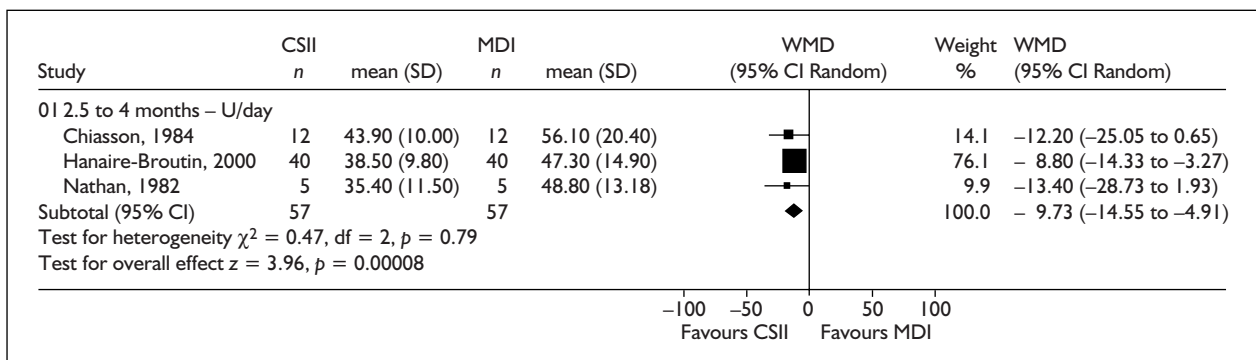 CSII MDI WMD Weight WMD
Study n mean (SD) n mean (SD) (95% CI Random) % (95% CI Random)
01 2.5 to 4 months – U/day
Chiasson, 1984 12 43.90 (10.00) 12 56.10 (20.40) 14.1 –12.20 (–25.05 to 0.65)
Hanaire-Broutin, 2000 40 38.50 (9.80) 40 47.30 (14.90) 76.1 – 8.80 (–14.33 to –3.27)
Nathan, 1982 5 35.40 (11.50) 5 48.80 (13.18) 9.9 –13.40 (–28.73 to 1.93)
Subtotal (95% CI) 57 57 100.0 – 9.73 (–14.55 to –4.91)
Test for heterogeneity χ² = 0.47, df = 2, p = 0.79
Test for overall effect z = 3.96, p = 0.00008
–100 –50 0 50 100
Favours CSII Favours MDI